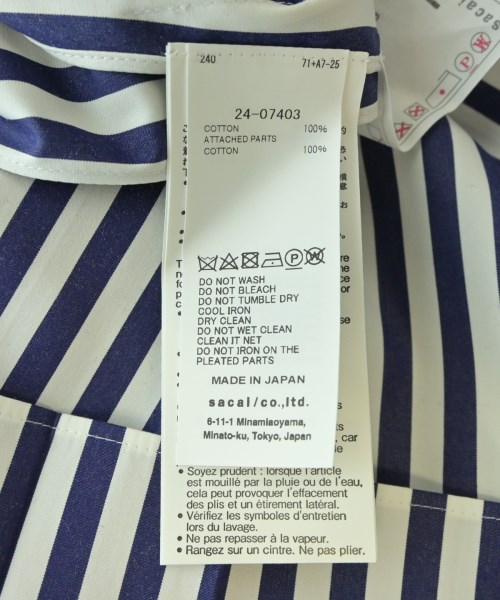 240 71+A7-25
24-07403
COTTON 100%
ATTACHED PARTS
COTTON 100%
DO NOT WASH
DO NOT BLEACH
DO NOT TUMBLE DRY
COOL IRON
DRY CLEAN
DO NOT WET CLEAN
CLEAN IT NET
DO NOT IRON ON THE
PLEATED PARTS
MADE IN JAPAN
sacai/co.,ltd.
6-11-1 Minamiaoyama,
Minato-ku, Tokyo, Japan
car
• Soyez prudent : lorsque l'article
est mouillé par la pluie ou de l'eau,
cela peut provoquer l'effacement
des plis et un étirement latéral.
• Vérifiez les symboles d'entretien
lors du lavage.
• Ne pas repasser à la vapeur.
• Rangez sur un cintre. Ne pas plier.
sacai